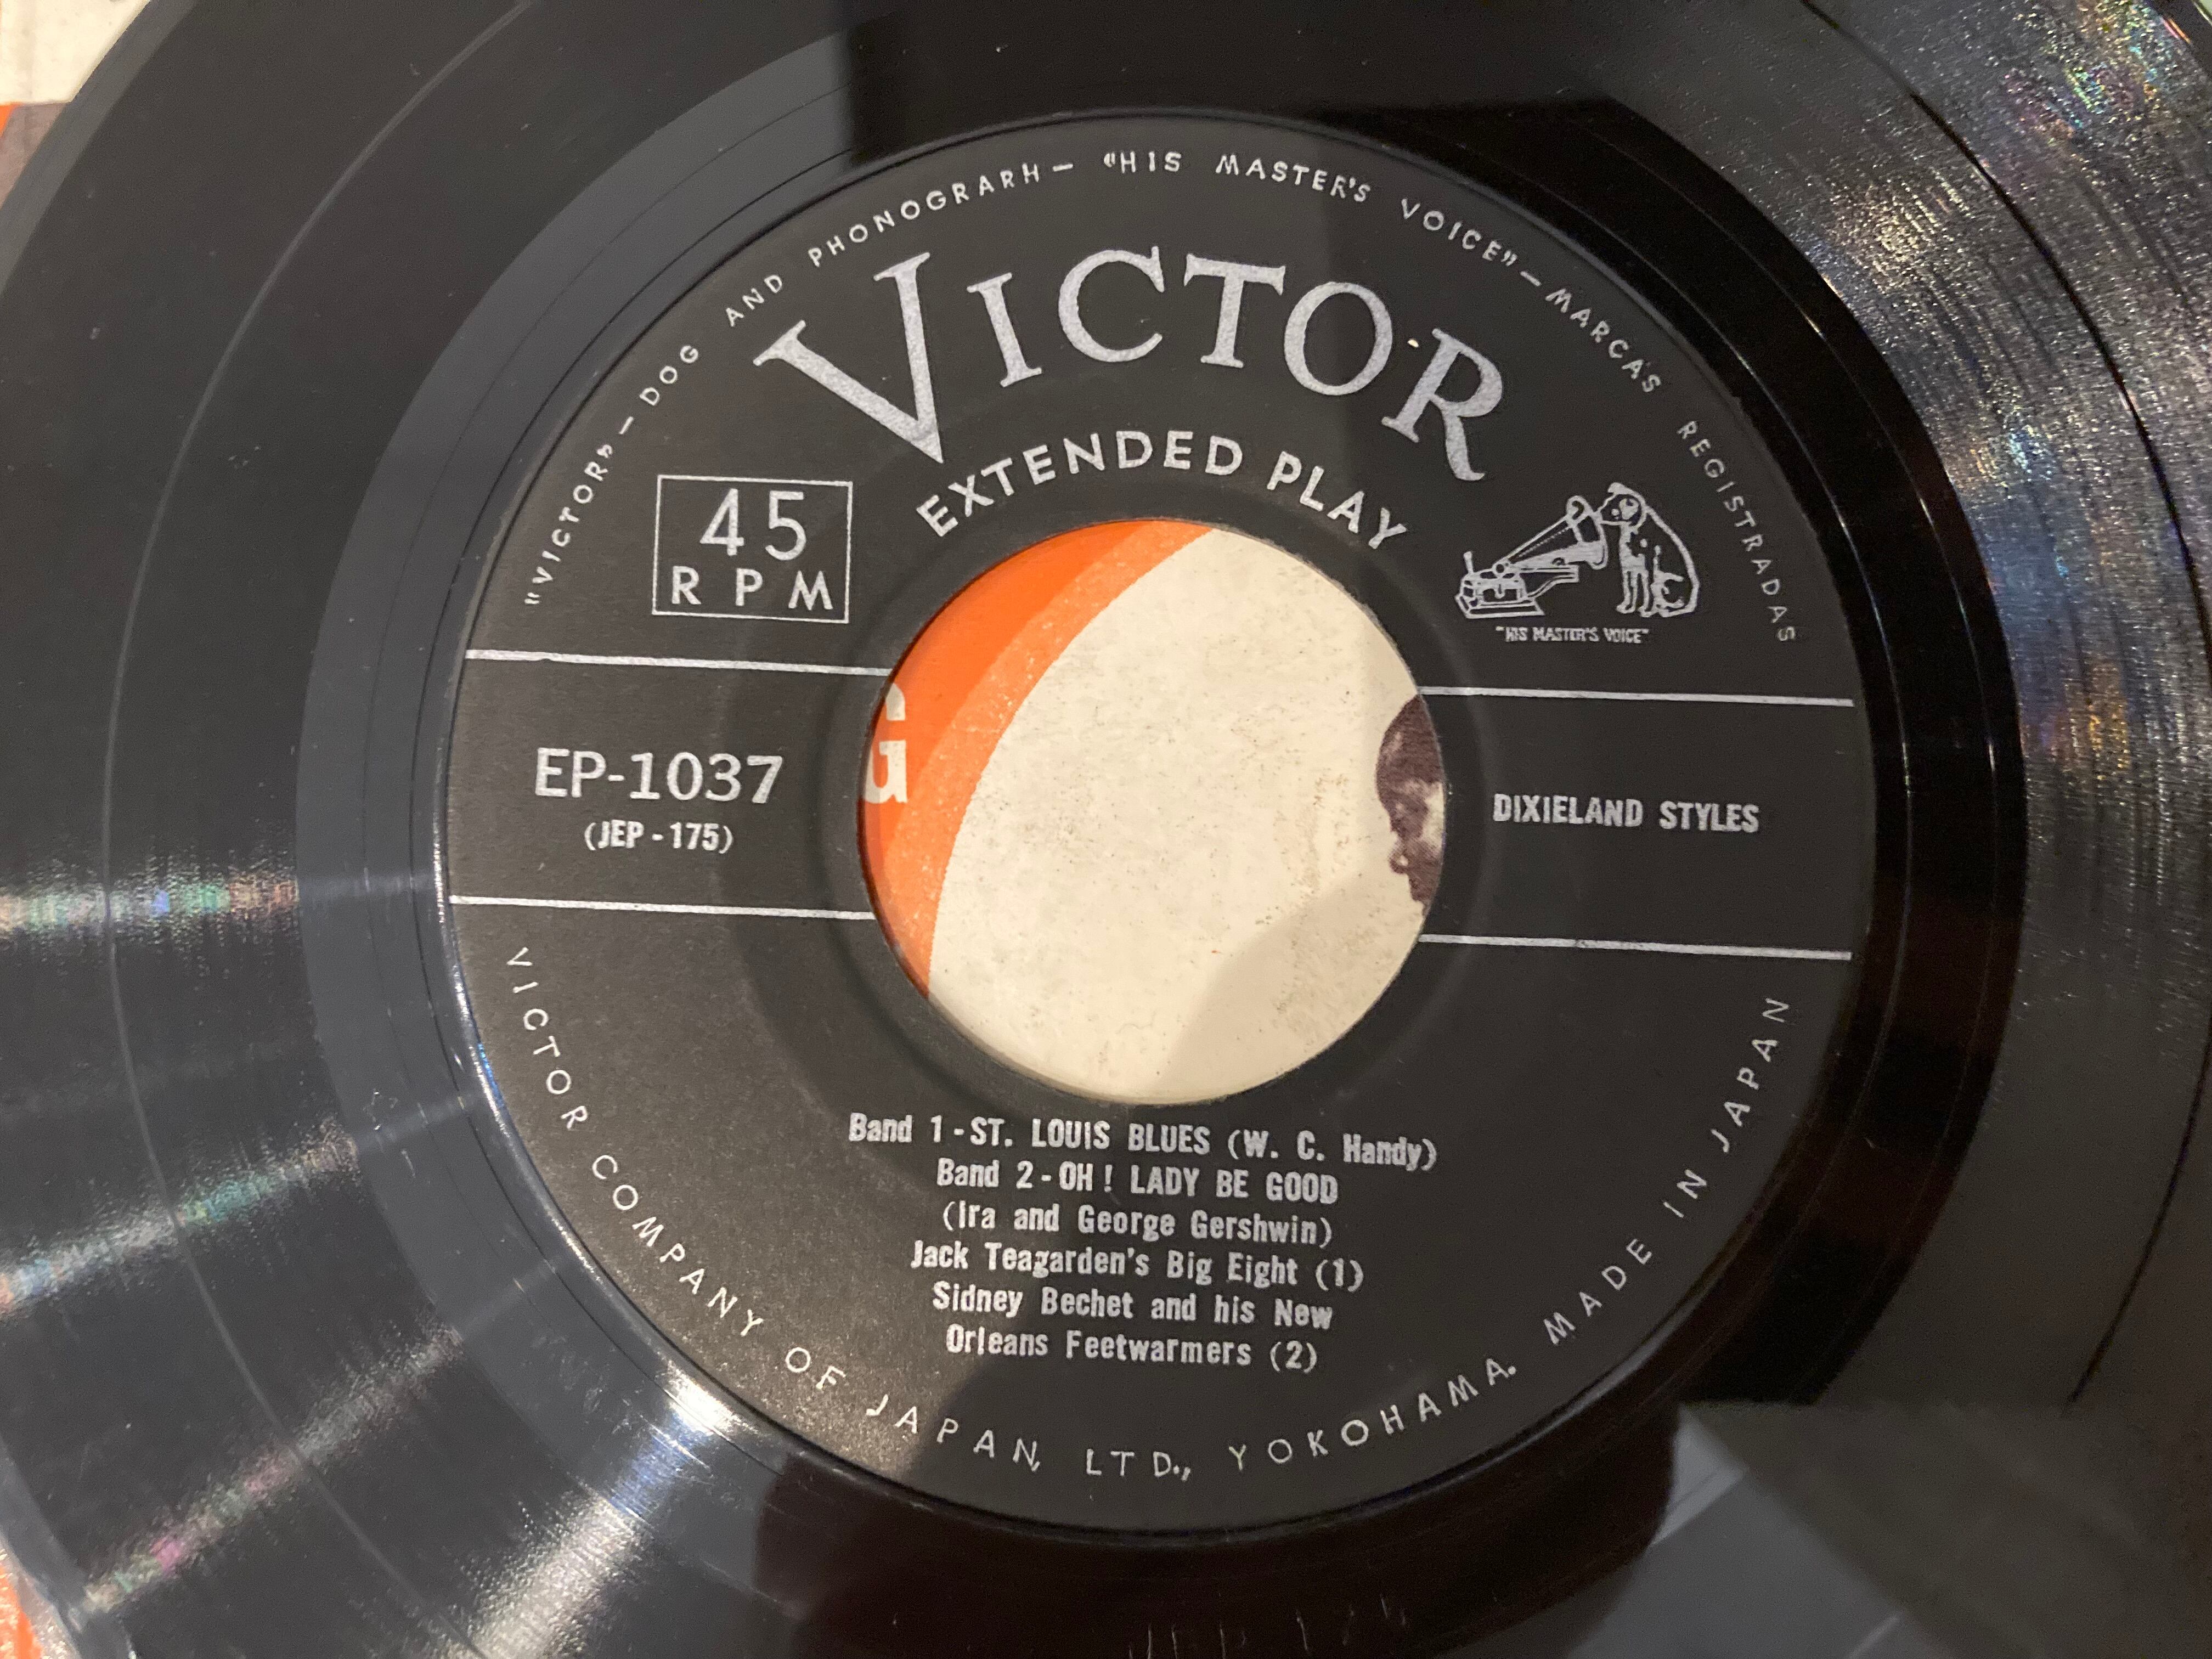 "VICTOR" — DOG AND PHONOGRARH — "HIS MASTER'S VOICE" — MARCAS REGISTRADAS
VICTOR
EXTENDED PLAY
45
RPM
"HIS MASTER'S VOICE"
EP-1037
(JEP-175)
G
DIXIELAND STYLES
Band 1-ST. LOUIS BLUES (W. C. Handy)
Band 2-OH! LADY BE GOOD
(Ira and George Gershwin)
Jack Teagarden's Big Eight (1)
Sidney Bechet and his New
Orleans Feetwarmers (2)
VICTOR COMPANY OF JAPAN, LTD., YOKOHAMA. MADE IN JAPAN